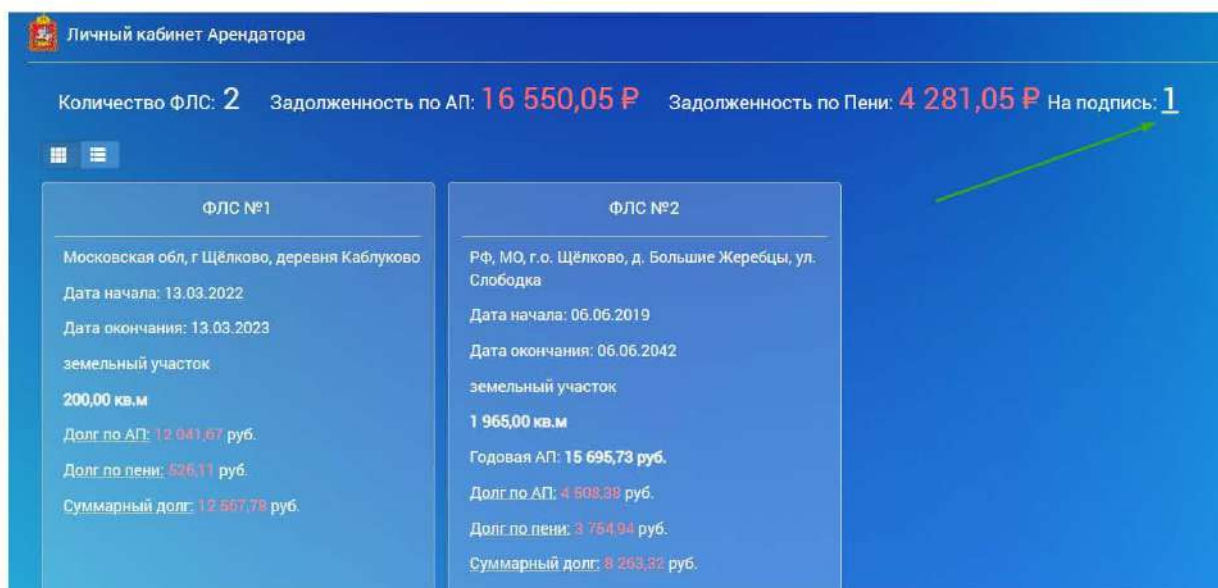 Личный кабинет Арендатора
Количество ФЛС: 2 Задолженность по АП: 16 550,05 ₽ Задолженность по Пени: 4 281,05 ₽ На подпись: 1
ФЛС №1
Московская обл, г Щёлково, деревня Каблуково
Дата начала: 13.03.2022
Дата окончания: 13.03.2023
земельный участок
200,00 кв.м
Долг по АП: 12 041,67 руб.
Долг по пени: 526,11 руб.
Суммарный долг: 12 567,78 руб.
ФЛС №2
РФ, МО, г.о. Щёлково, д. Большие Жеребцы, ул.
Слободка
Дата начала: 06.06.2019
Дата окончания: 06.06.2042
земельный участок
1 965,00 кв.м
Годовая АП: 15 695,73 руб.
Долг по АП: 4 508,38 руб.
Долг по пени: 3 754,94 руб.
Суммарный долг: 8 263,32 руб.